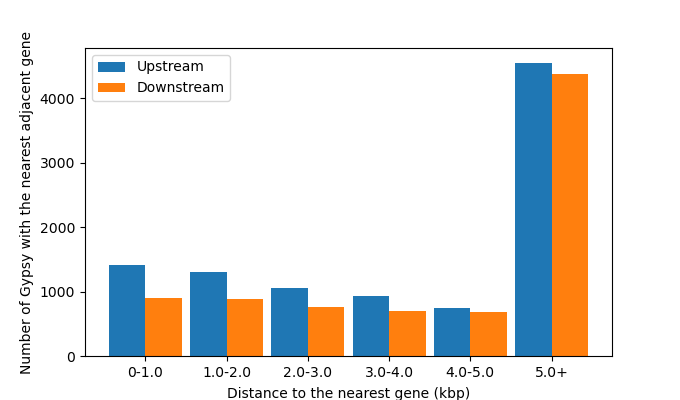 Upstream
Downstream
Number of Gypsy with the nearest adjacent gene
4000
3000
2000
1000
0
0-1.0 1.0-2.0 2.0-3.0 3.0-4.0 4.0-5.0 5.0+
Distance to the nearest gene (kbp)